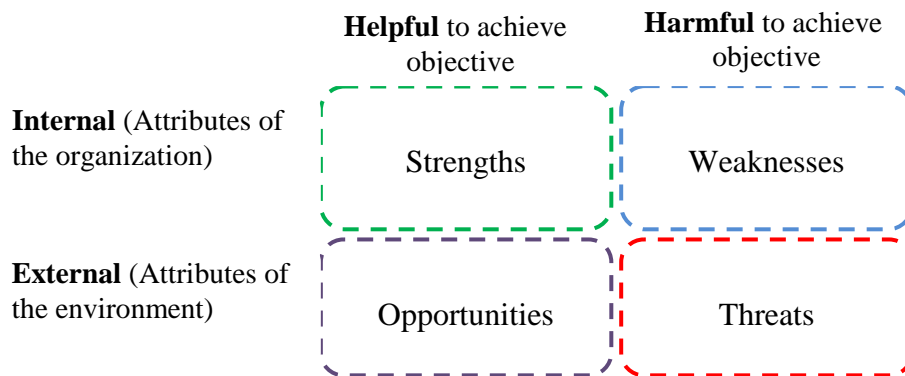 Helpful to achieve
objective
Harmful to achieve
objective
Internal (Attributes of
the organization)
Strengths
Weaknesses
External (Attributes of
the environment)
Opportunities
Threats